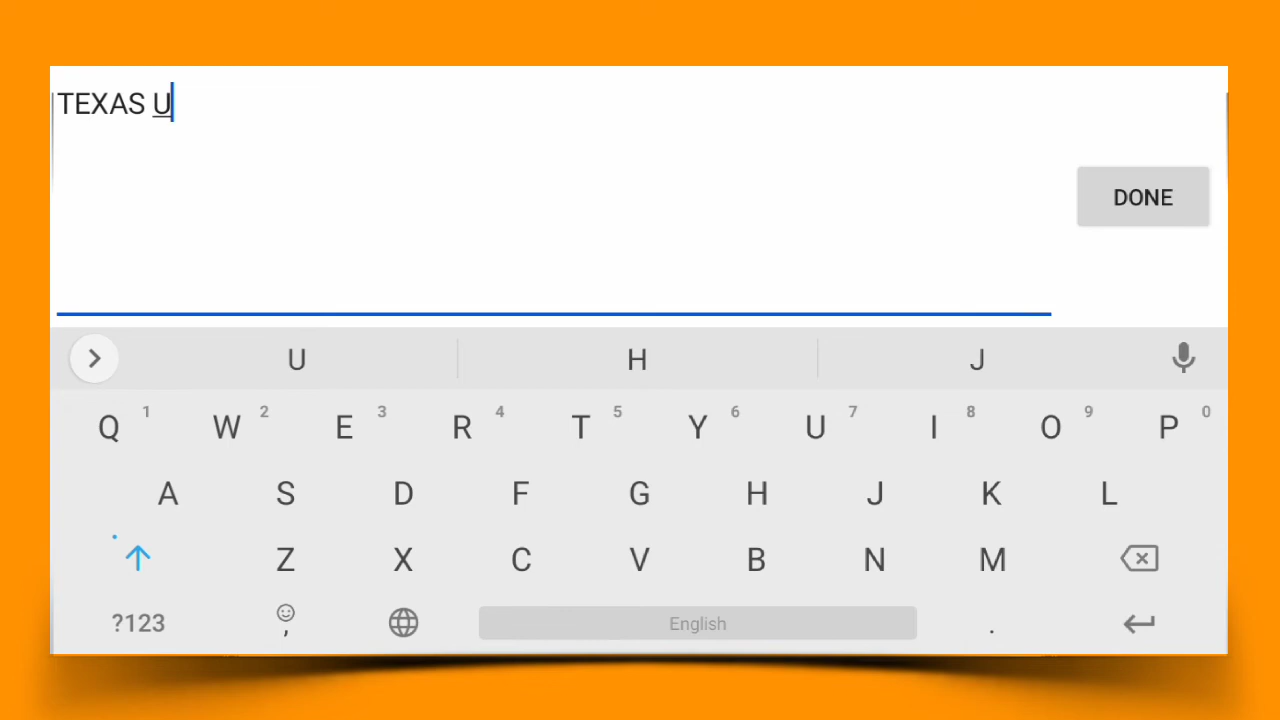 TEXAS U
DONE
U H J
Q 1 W 2 E 3 R 4 T 5 Y 6 U 7 I 8 O 9 P 0
A S D F G H J K L
Z X C V B N M
?123 , English .